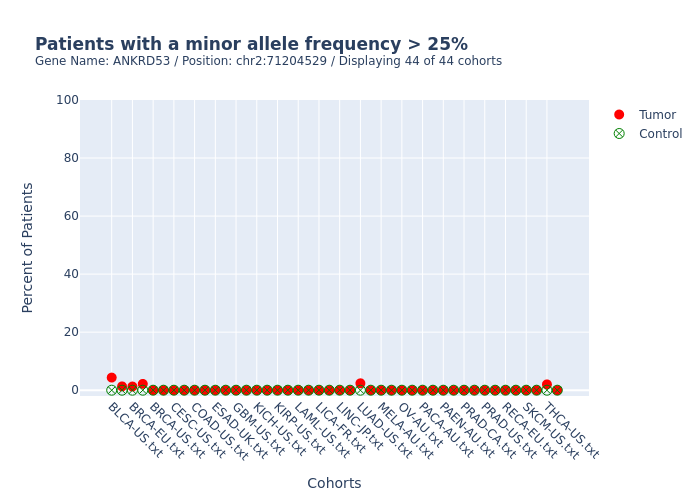 Patients with a minor allele frequency > 25%
Gene Name: ANKRD53 / Position: chr2:71204529 / Displaying 44 of 44 cohorts
Tumor
Control
Percent of Patients
100
80
60
40
20
0
BLCA-US.txt
BRCA-EU.txt
BRCA-US.txt
CESC-US.txt
COAD-US.txt
ESAD-UK.txt
GBM-US.txt
KICH-US.txt
KIRP-US.txt
LAML-US.txt
LICA-FR.txt
LINC-JP.txt
LUAD-US.txt
MELA-AU.txt
OV-AU.txt
PACA-AU.txt
PAEN-AU.txt
PRAD-CA.txt
PRAD-US.txt
RECA-EU.txt
SKCM-US.txt
THCA-US.txt
Cohorts